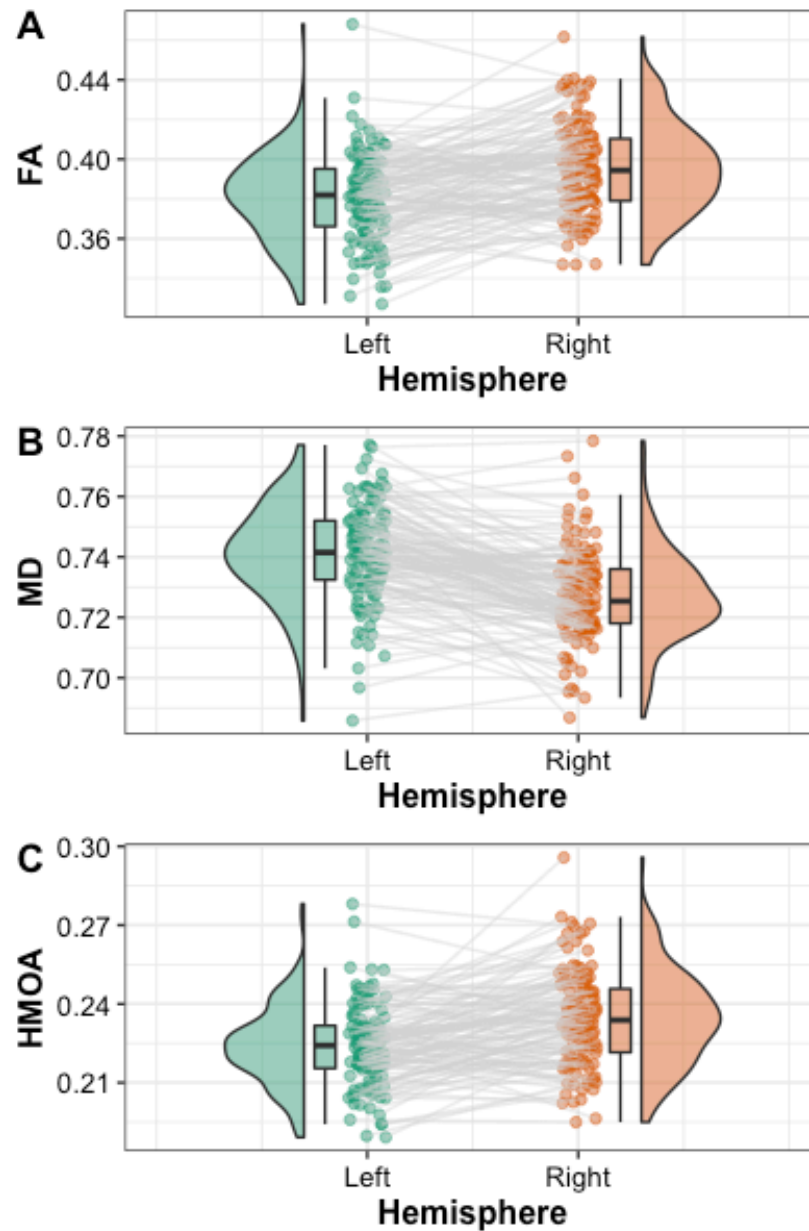 A
0.44
0.40
0.36
FA
Left Right
Hemisphere
B
0.78
0.76
0.74
0.72
0.70
MD
Left Right
Hemisphere
C
0.30
0.27
0.24
0.21
HMOA
Left Right
Hemisphere